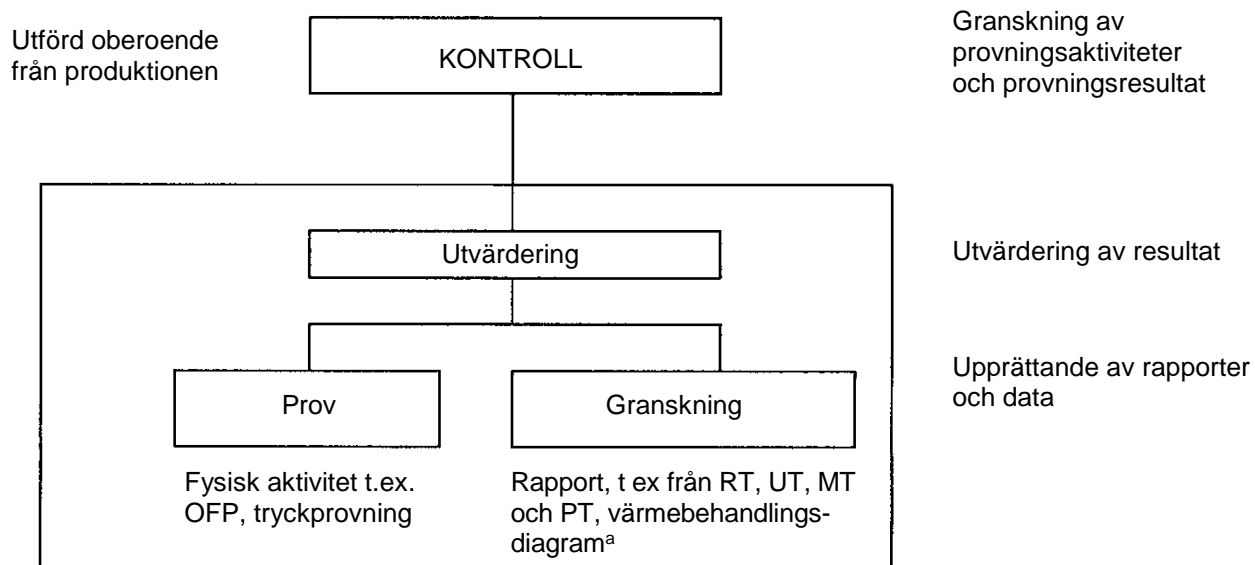 Utförd oberoende
från produktionen
KONTROLL
Granskning av
provningsaktiviteter
och provningsresultat
Utvärdering
Utvärdering av resultat
Prov
Granskning
Upprättande av rapporter
och data
Fysisk aktivitet t.ex.
OFP, tryckprovning
Rapport, t ex från RT, UT, MT
och PT, värmebehandlings-
diagramᵃ